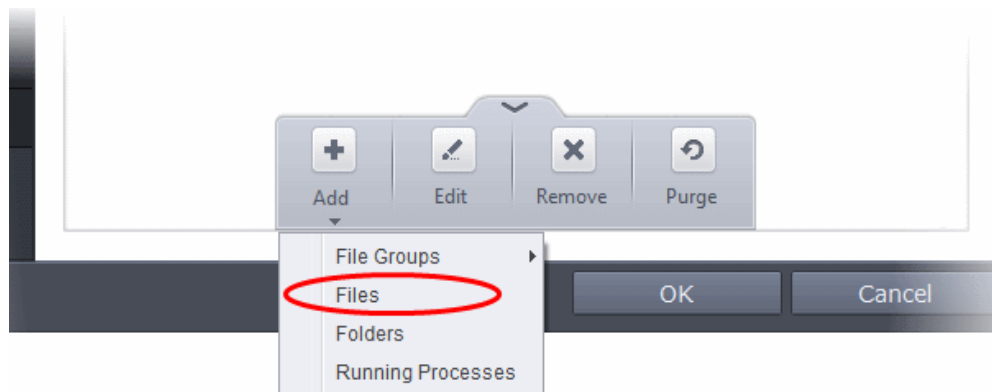 Add Edit Remove Purge
File Groups
Files
OK Cancel
Folders
Running Processes